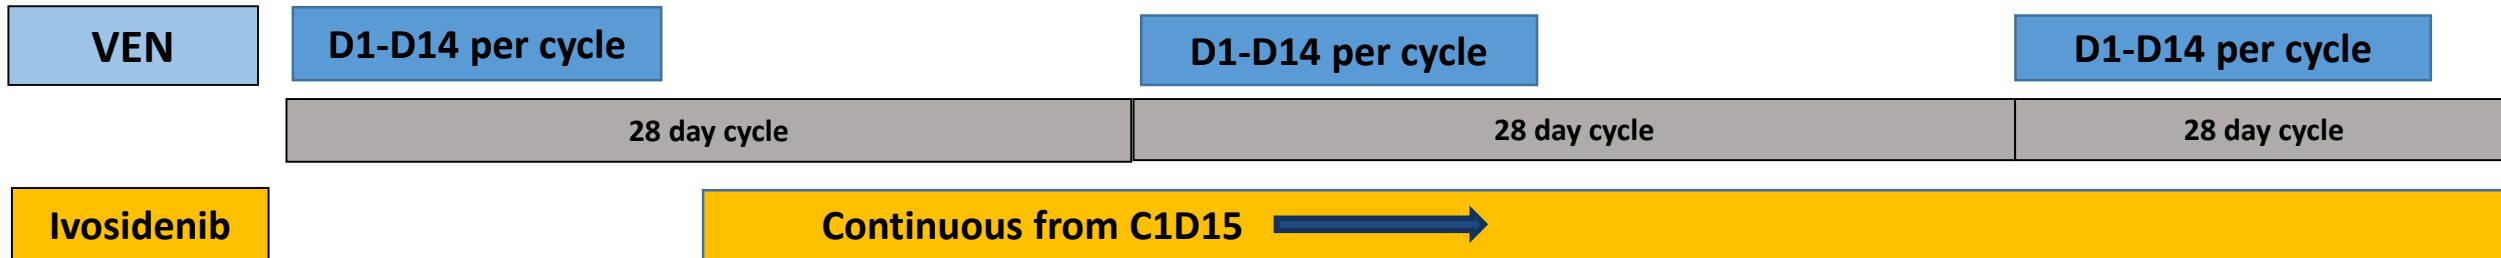 VEN
D1-D14 per cycle
D1-D14 per cycle
D1-D14 per cycle
28 day cycle
28 day cycle
28 day cycle
Ivosidenib
Continuous from C1D15